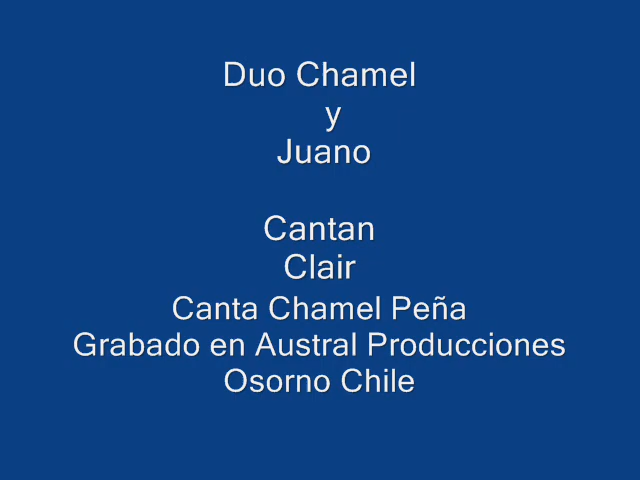 Duo Chamel
y
Juano
Cantan
Clair
Canta Chamel Peña
Grabado en Austral Producciones
Osorno Chile